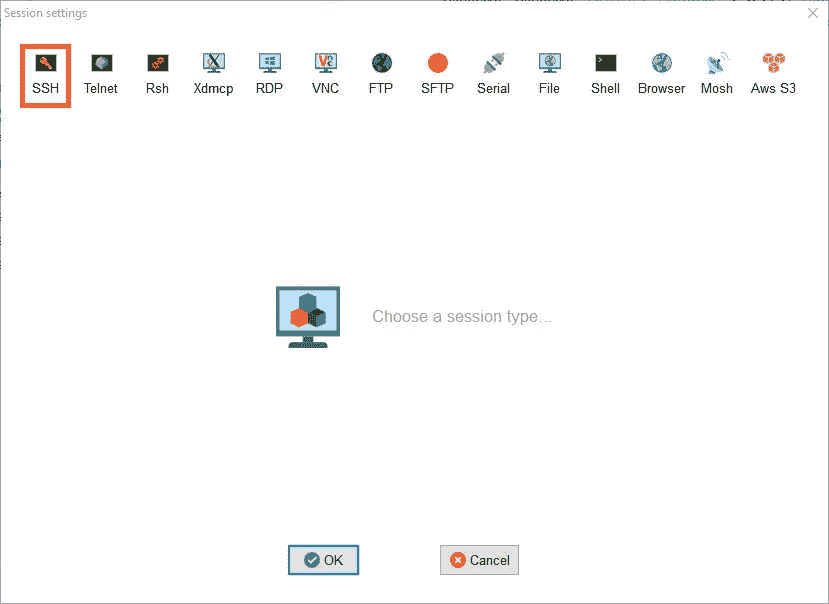 Session settings
SSH Telnet Rsh Xdmcp RDP VNC FTP SFTP Serial File Shell Browser Mosh Aws S3
Choose a session type...
OK Cancel